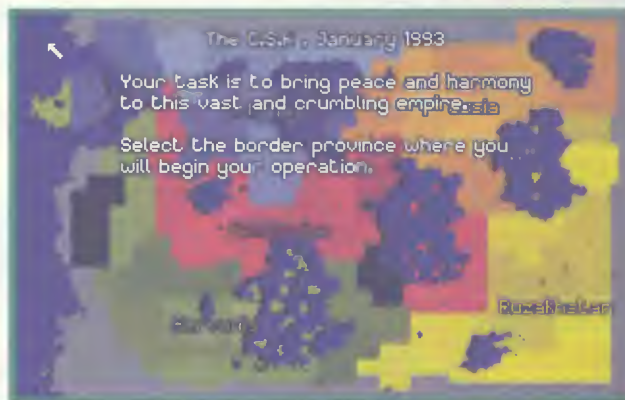 The C.S.H., January 1993
Your task is to bring peace and harmony
to this vast and crumbling empire.
Select the border province where you
will begin your operation.
Ruzakhstan